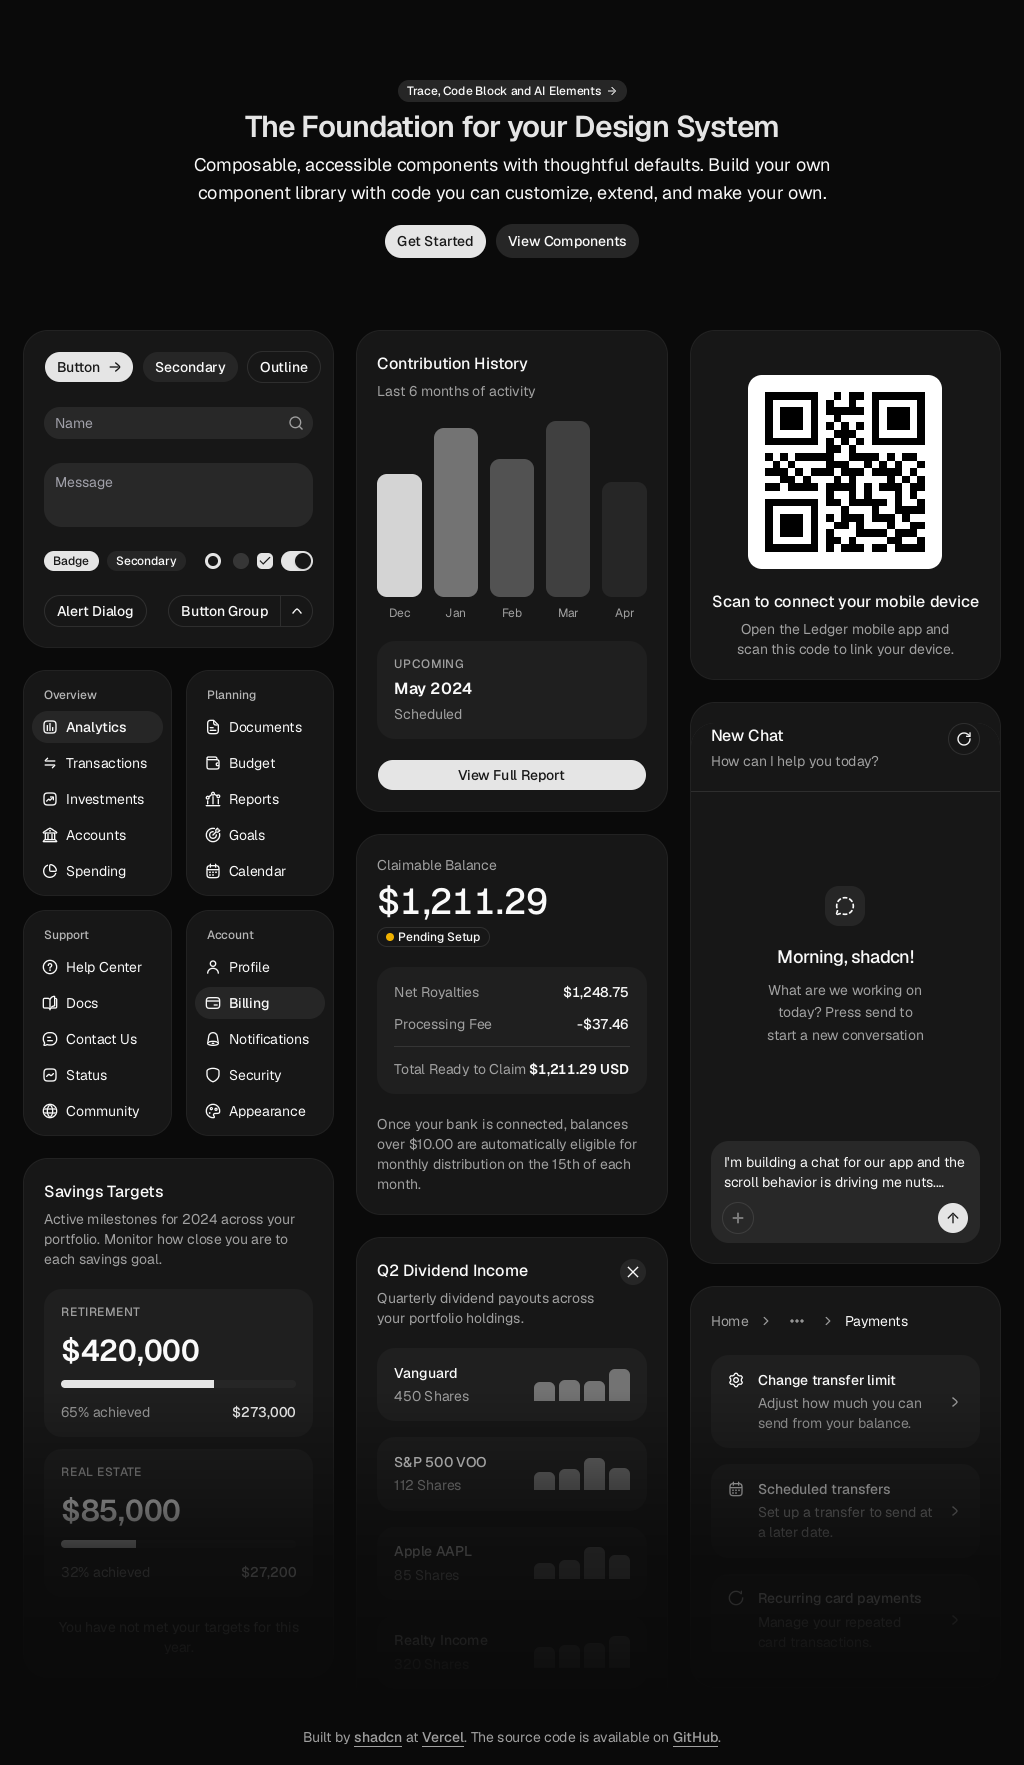 Trace, Code Block and AI Elements
The Foundation for your Design System
Composable, accessible components with thoughtful defaults. Build your own
component library with code you can customize, extend, and make your own.
Get Started
View Components
Button
Secondary
Outline
Name
Message
Badge
Secondary
Alert Dialog
Button Group
Overview
Analytics
Transactions
Investments
Accounts
Spending
Planning
Documents
Budget
Reports
Goals
Calendar
Support
Help Center
Docs
Contact Us
Status
Community
Account
Profile
Billing
Notifications
Security
Appearance
Savings Targets
Active milestones for 2024 across your
portfolio. Monitor how close you are to
each savings goal.
RETIREMENT
$420,000
65% achieved
$273,000
REAL ESTATE
$85,000
32% achieved
$27,200
You have not met your targets for this
year.
Contribution History
Last 6 months of activity
Dec
Jan
Feb
Mar
Apr
UPCOMING
May 2024
Scheduled
View Full Report
Claimable Balance
$1,211.29
Pending Setup
Net Royalties
$1,248.75
Processing Fee
-$37.46
Total Ready to Claim
$1,211.29 USD
Once your bank is connected, balances
over $10.00 are automatically eligible for
monthly distribution on the 15th of each
month.
Q2 Dividend Income
Quarterly dividend payouts across
your portfolio holdings.
Vanguard
450 Shares
S&P 500 VOO
112 Shares
Apple AAPL
85 Shares
Realty Income
320 Shares
Scan to connect your mobile device
Open the Ledger mobile app and
scan this code to link your device.
New Chat
How can I help you today?
Morning, shadcn!
What are we working on
today? Press send to
start a new conversation
I'm building a chat for our app and the
scroll behavior is driving me nuts....
Home
Payments
Change transfer limit
Adjust how much you can
send from your balance.
Scheduled transfers
Set up a transfer to send at
a later date.
Recurring card payments
Manage your repeated
card transactions.
Built by shadcn at Vercel. The source code is available on GitHub.